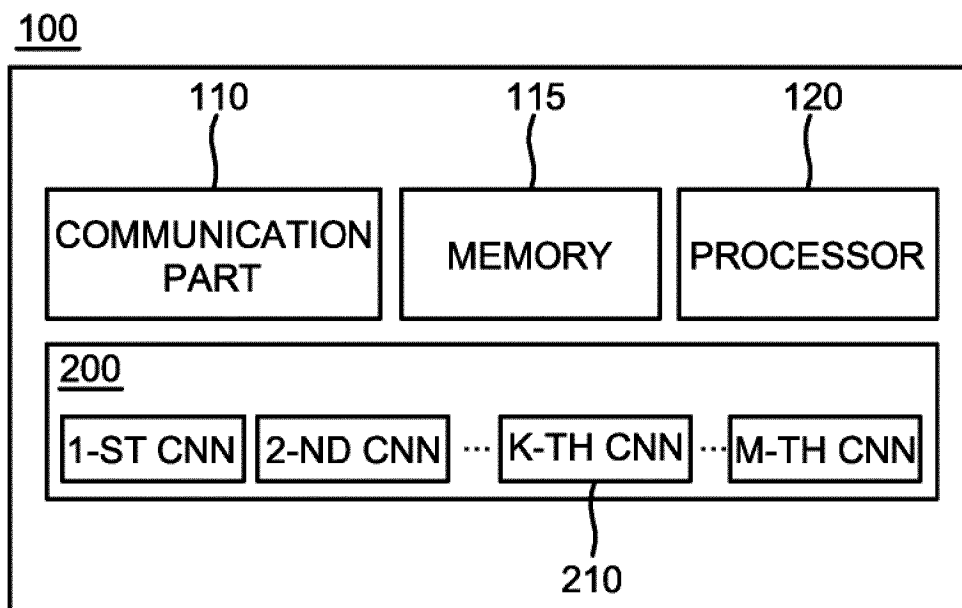 100
110
115
120
COMMUNICATION
PART
MEMORY
PROCESSOR
200
1-ST CNN
2-ND CNN
...
K-TH CNN
...
M-TH CNN
210